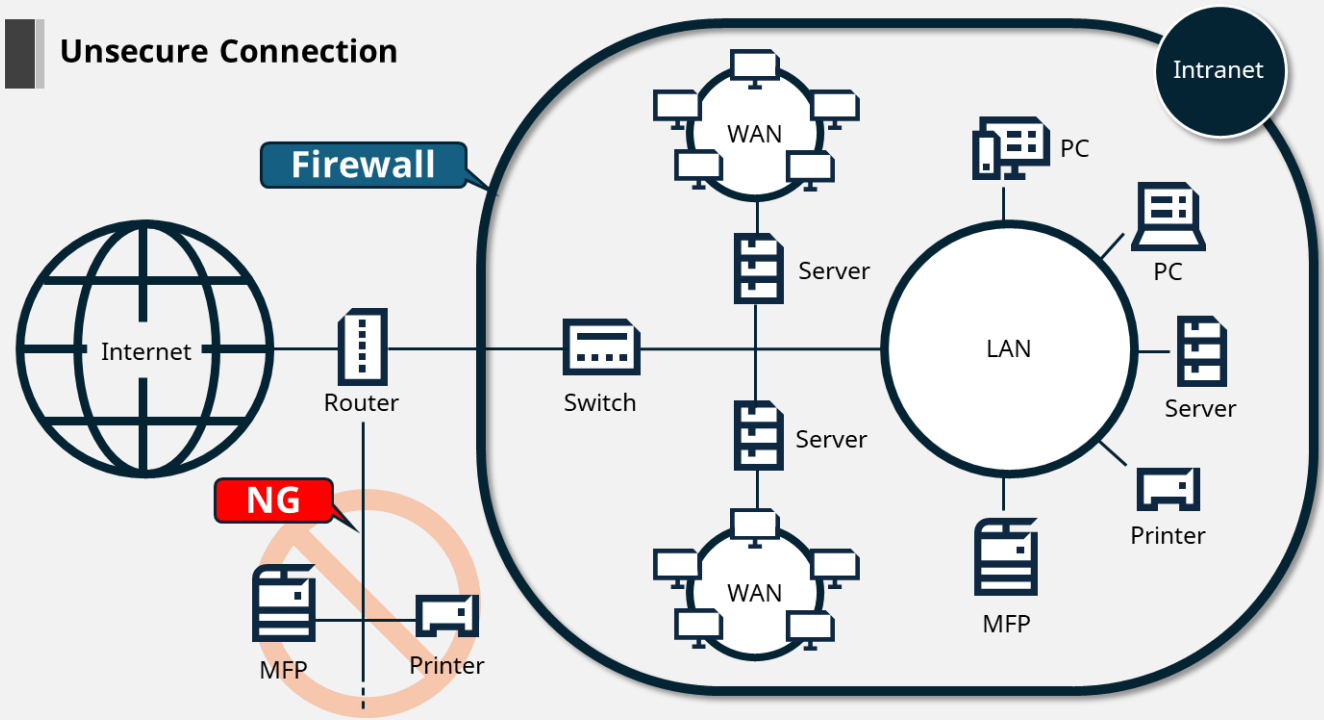 Unsecure Connection
Intranet
Firewall
WAN
PC
PC
Server
Internet
Router
Switch
LAN
Server
Server
NG
Printer
WAN
MFP
MFP
Printer